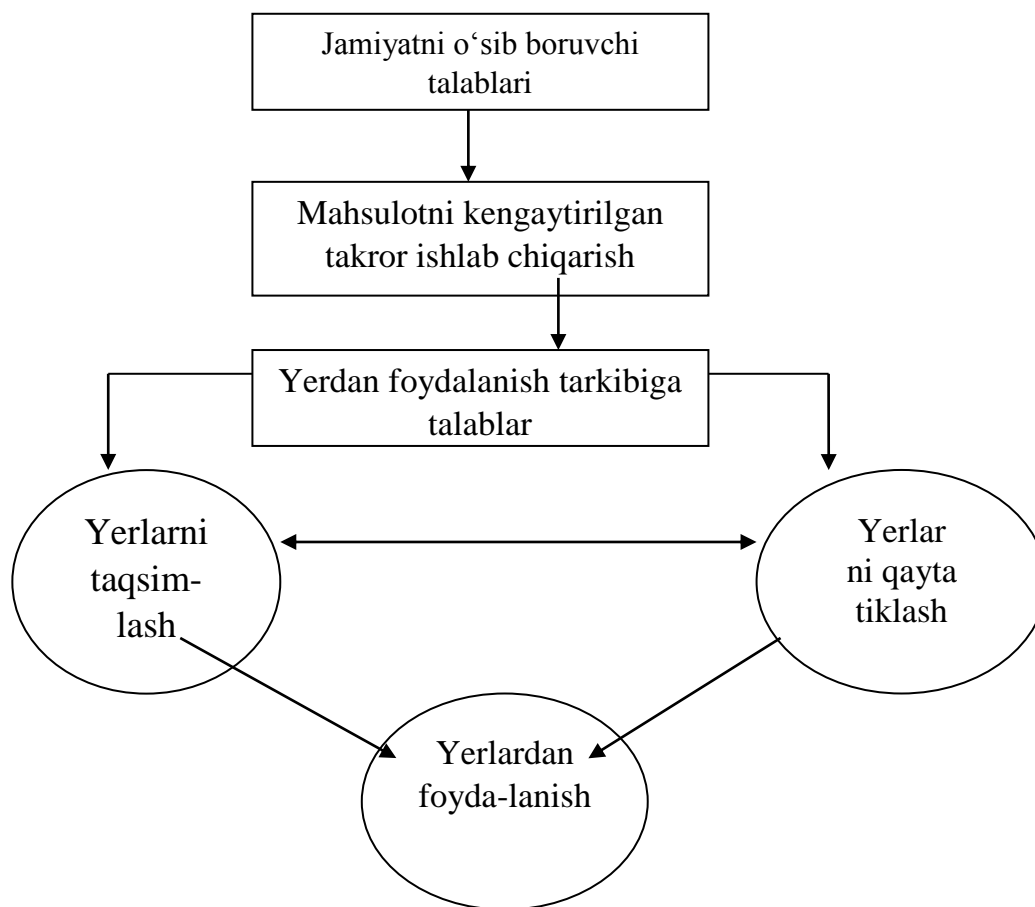 Jamiyatni o‘sib boruvchi
talablari
Mahsulotni kengaytirilgan
takror ishlab chiqarish
Yerdan foydalanish tarkibiga
talablar
Yerlarni
taqsim-
lash
Yerlar
ni qayta
tiklash
Yerlardan
foyda-lanish